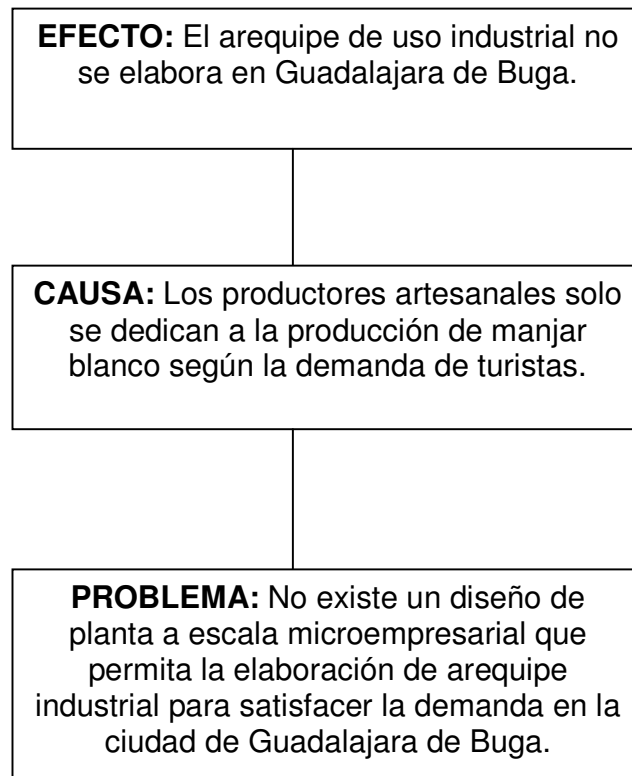 EFECTO: El arequipe de uso industrial no
se elabora en Guadalajara de Buga.
CAUSA: Los productores artesanales solo
se dedican a la producción de manjar
blanco según la demanda de turistas.
PROBLEMA: No existe un diseño de
planta a escala microempresarial que
permita la elaboración de arequipe
industrial para satisfacer la demanda en la
ciudad de Guadalajara de Buga.